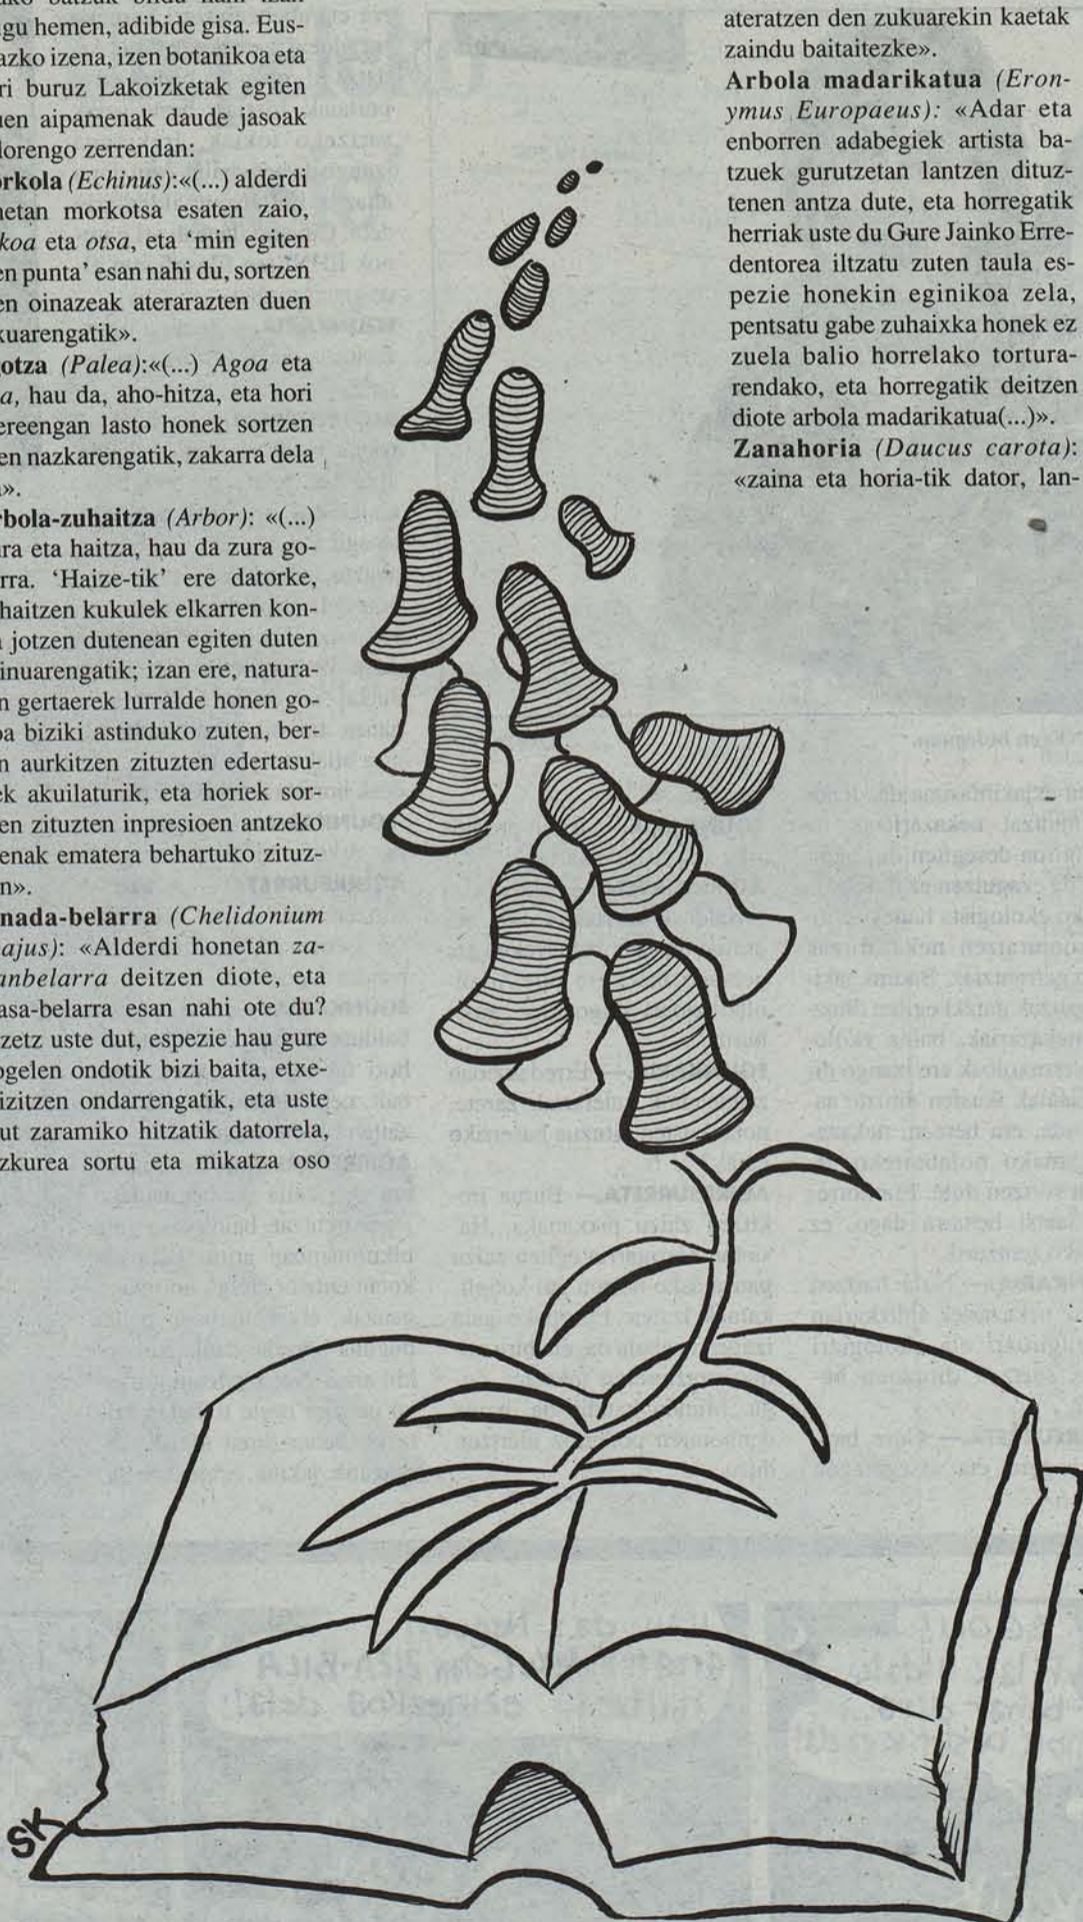 ako batzuk bildu nahi izan
gu hemen, adibide gisa. Eus-
azko izena, izen botanikoa eta
ri buruz Lakoizketak egiten
uen aipamenak daude jasoak
dorengo zerrendan:
orkola (Echinus):«(...) alderdi
netan morkotsa esaten zaio,
koa eta otsa, eta ‘min egiten
en punta’ esan nahi du, sortzen
en oinazeak aterarazten duen
kuarengatik».
gotza (Palea):«(...) Agoa eta
a, hau da, aho-hitza, eta hori
ereengan lasto honek sortzen
en nazkarengatik, zakarra dela
a».
rbola-zuhaitza (Arbor): «(...)
ura eta haitza, hau da zura go-
rra. ‘Haize-tik’ ere datorke,
haitzen kukulek elkarren kon-
a jotzen dutenean egiten duten
inuarengatik; izan ere, natura-
n gertaerek lurralde honen go-
oa biziki astinduko zuten, ber-
n aurkitzen zituzten edertasu-
ek akuilaturik, eta horiek sor-
en zituzten inpresioen antzeko
enak ematera behartuko zituz-
n».
nada-belarra (Chelidonium
ajus): «Alderdi honetan za-
anbelarra deitzen diote, eta
asa-belarra esan nahi ote du?
zetz uste dut, espezie hau gure
ogelen ondotik bizi baita, etxe-
izitzen ondarrengatik, eta uste
ut zaramiko hitzatik datorrela,
zkurea sortu eta mikatza oso
ateratzen den zukuarekin kaetak
zaindu baitaitezke».
Arbola madarikatua (Eron-
ymus Europaeus): «Adar eta
enborren adabegiek artista ba-
tzuek gurutzetan lantzen dituz-
tenen antza dute, eta horregatik
herriak uste du Gure Jainko Erre-
dentorea iltzatu zuten taula es-
pezie honekin eginikoa zela,
pentsatu gabe zuhaixka honek ez
zuela balio horrelako tortura-
rendako, eta horregatik deitzen
diote arbola madarikatua(...)».
Zanahoria (Daucus carota):
«zaina eta horia-tik dator, lan-
SK